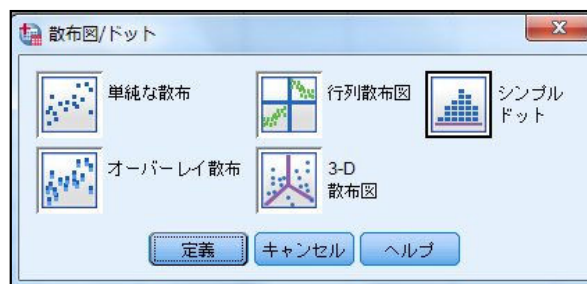 散布図/ドット
単純な散布
行列散布図
シンプル
ドット
オーバーレイ散布
3-D
散布図
定義
キャンセル
ヘルプ